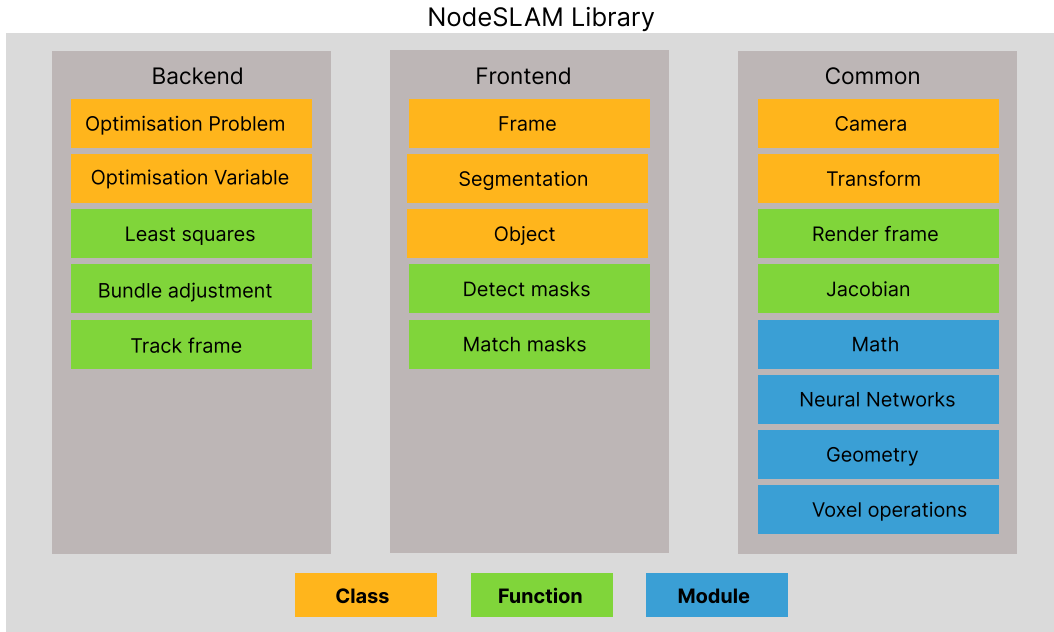 NodeSLAM Library
Backend
Optimisation Problem
Optimisation Variable
Least squares
Bundle adjustment
Track frame
Frontend
Frame
Segmentation
Object
Detect masks
Match masks
Common
Camera
Transform
Render frame
Jacobian
Math
Neural Networks
Geometry
Voxel operations
Class
Function
Module